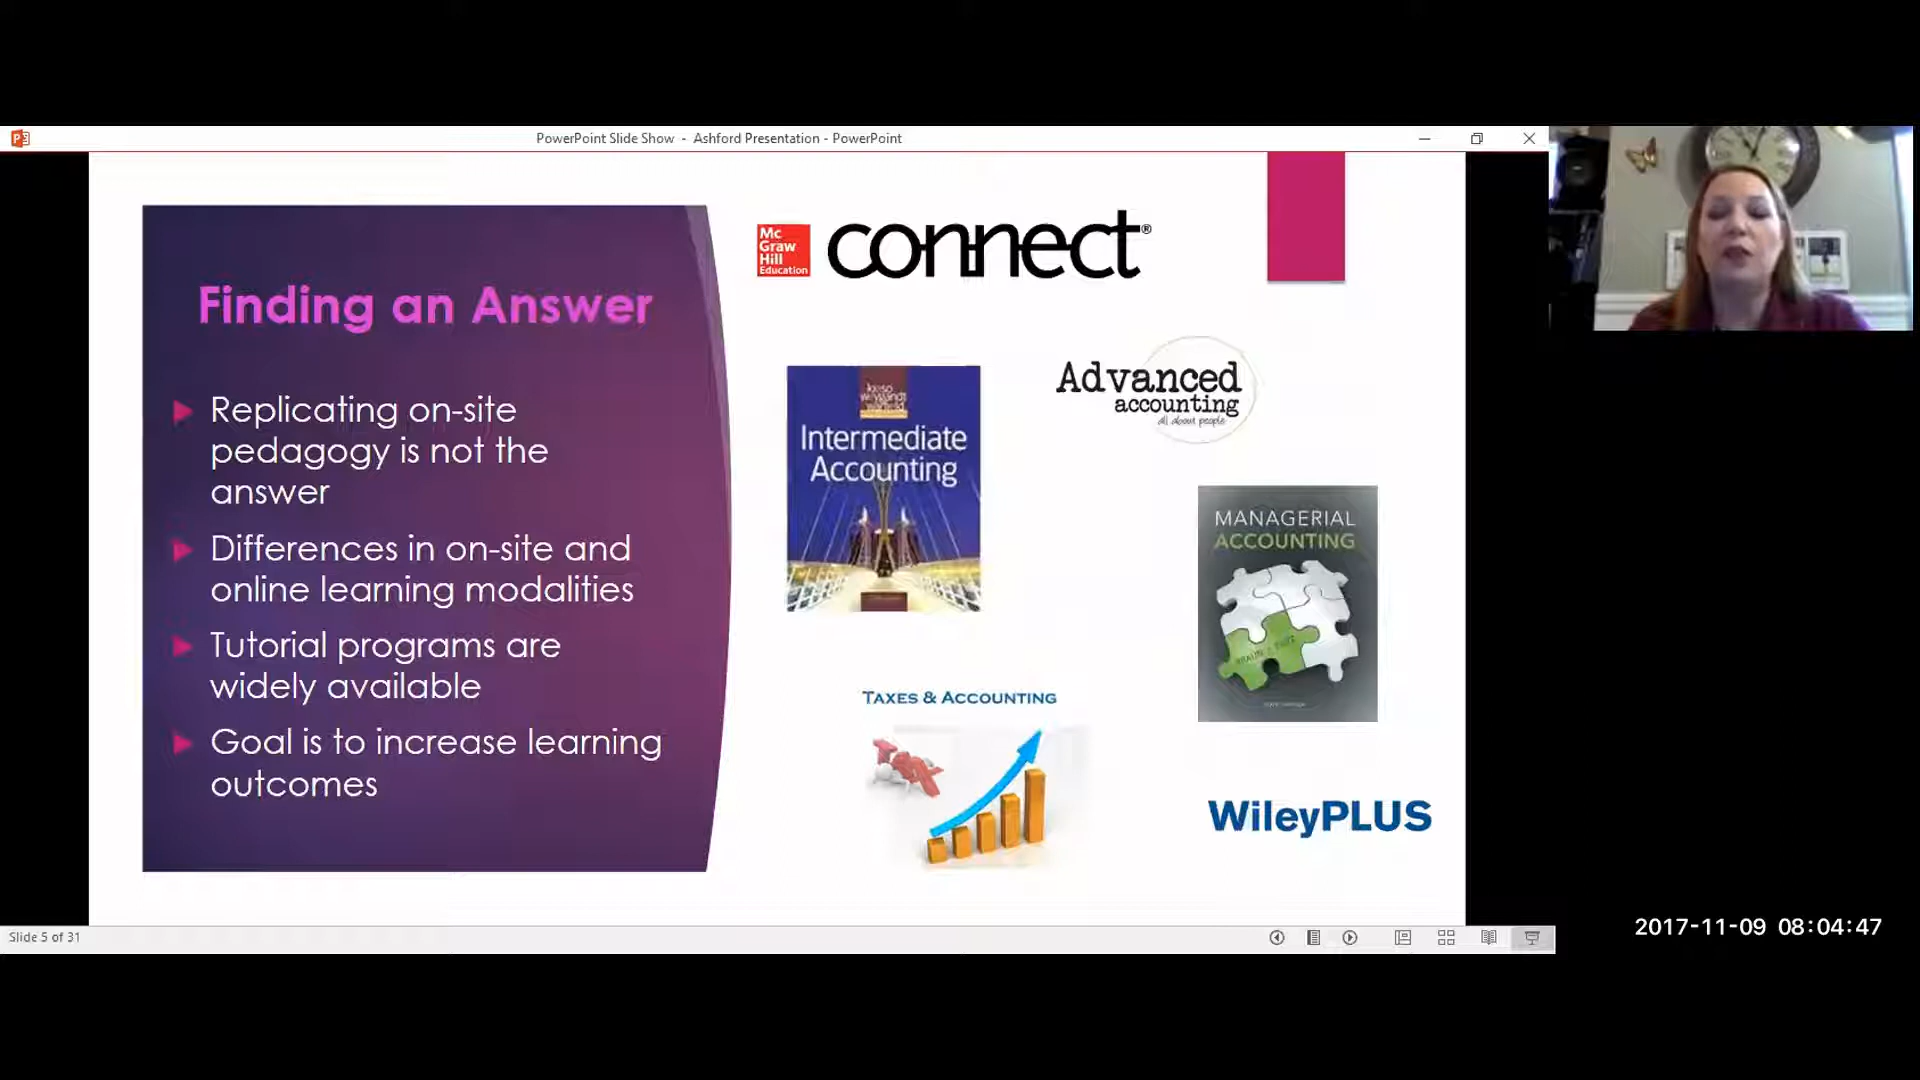 PowerPoint Slide Show - Ashford Presentation - PowerPoint
Finding an Answer
Replicating on-site
pedagogy is not the
answer
Differences in on-site and
online learning modalities
Tutorial programs are
widely available
Goal is to increase learning
outcomes
Mc
Graw
Hill
Education
connect®
Intermediate
Accounting
Advanced
accounting
all about people
MANAGERIAL
ACCOUNTING
TAXES & ACCOUNTING
WileyPLUS
Slide 5 of 31
2017-11-09 08:04:47